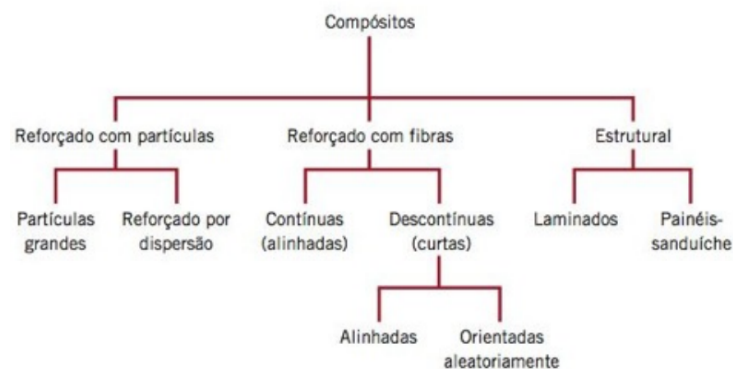 Compósitos
Reforçado com partículas
Reforçado com fibras
Estrutural
Partículas
grandes
Reforçado por
dispersão
Contínuas
(alinhadas)
Descontínuas
(curtas)
Laminados
Painéis-
sanduíche
Alinhadas
Orientadas
aleatoriamente